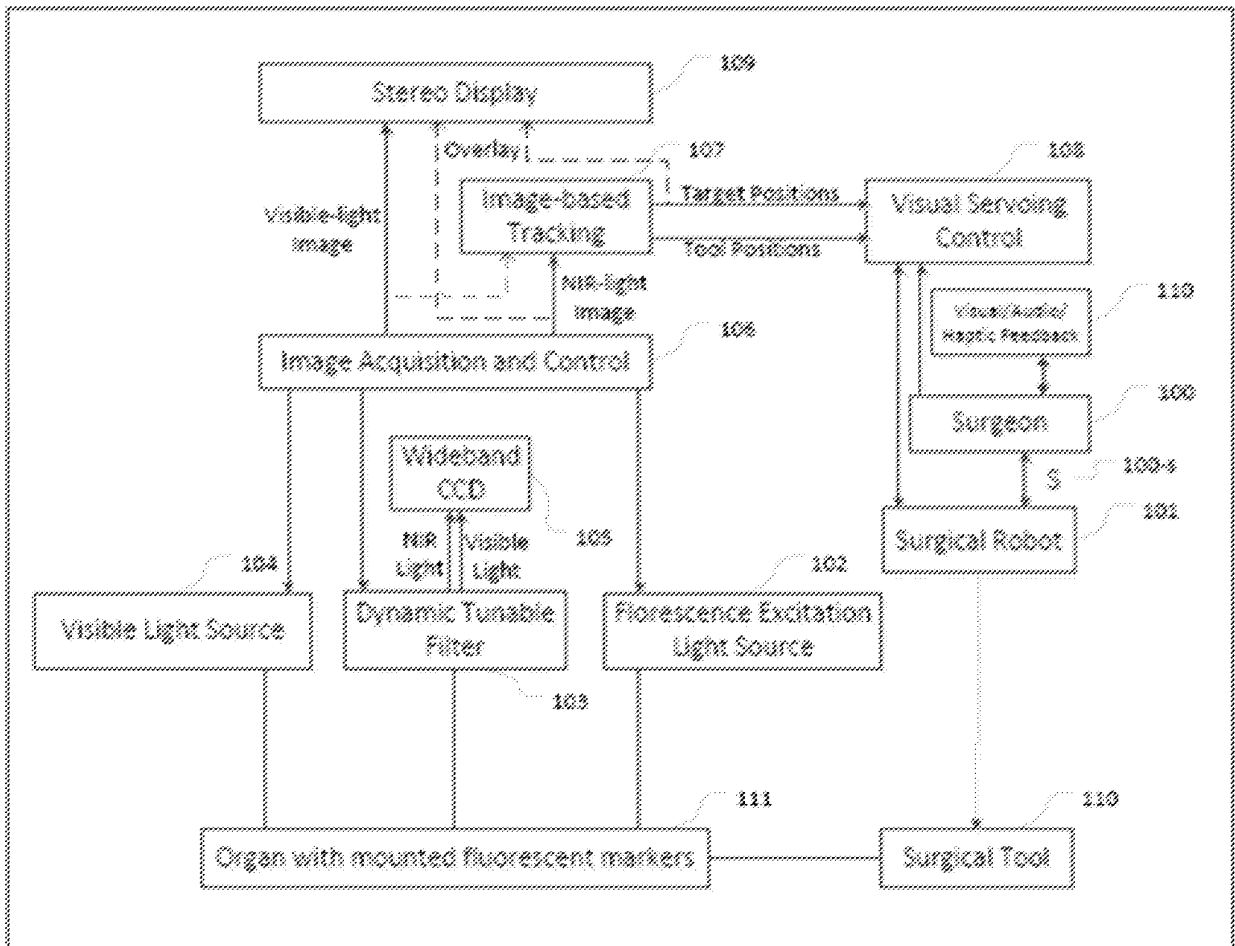 109
Stereo Display
Overlay
107
108
Visible-light
Image
Image-based
Tracking
Target Positions
Tool Positions
Visual Servoing
Control
NIR-light
Image
110
Visual/Audio/
Haptic Feedback
106
Image Acquisition and Control
100
Surgeon
S
100-s
Wideband
CCD
105
101
Surgical Robot
NIR
Light
Visible
Light
104
102
Visible Light Source
Dynamic Tunable
Filter
Florescence Excitation
Light Source
103
111
110
Organ with mounted fluorescent markers
Surgical Tool